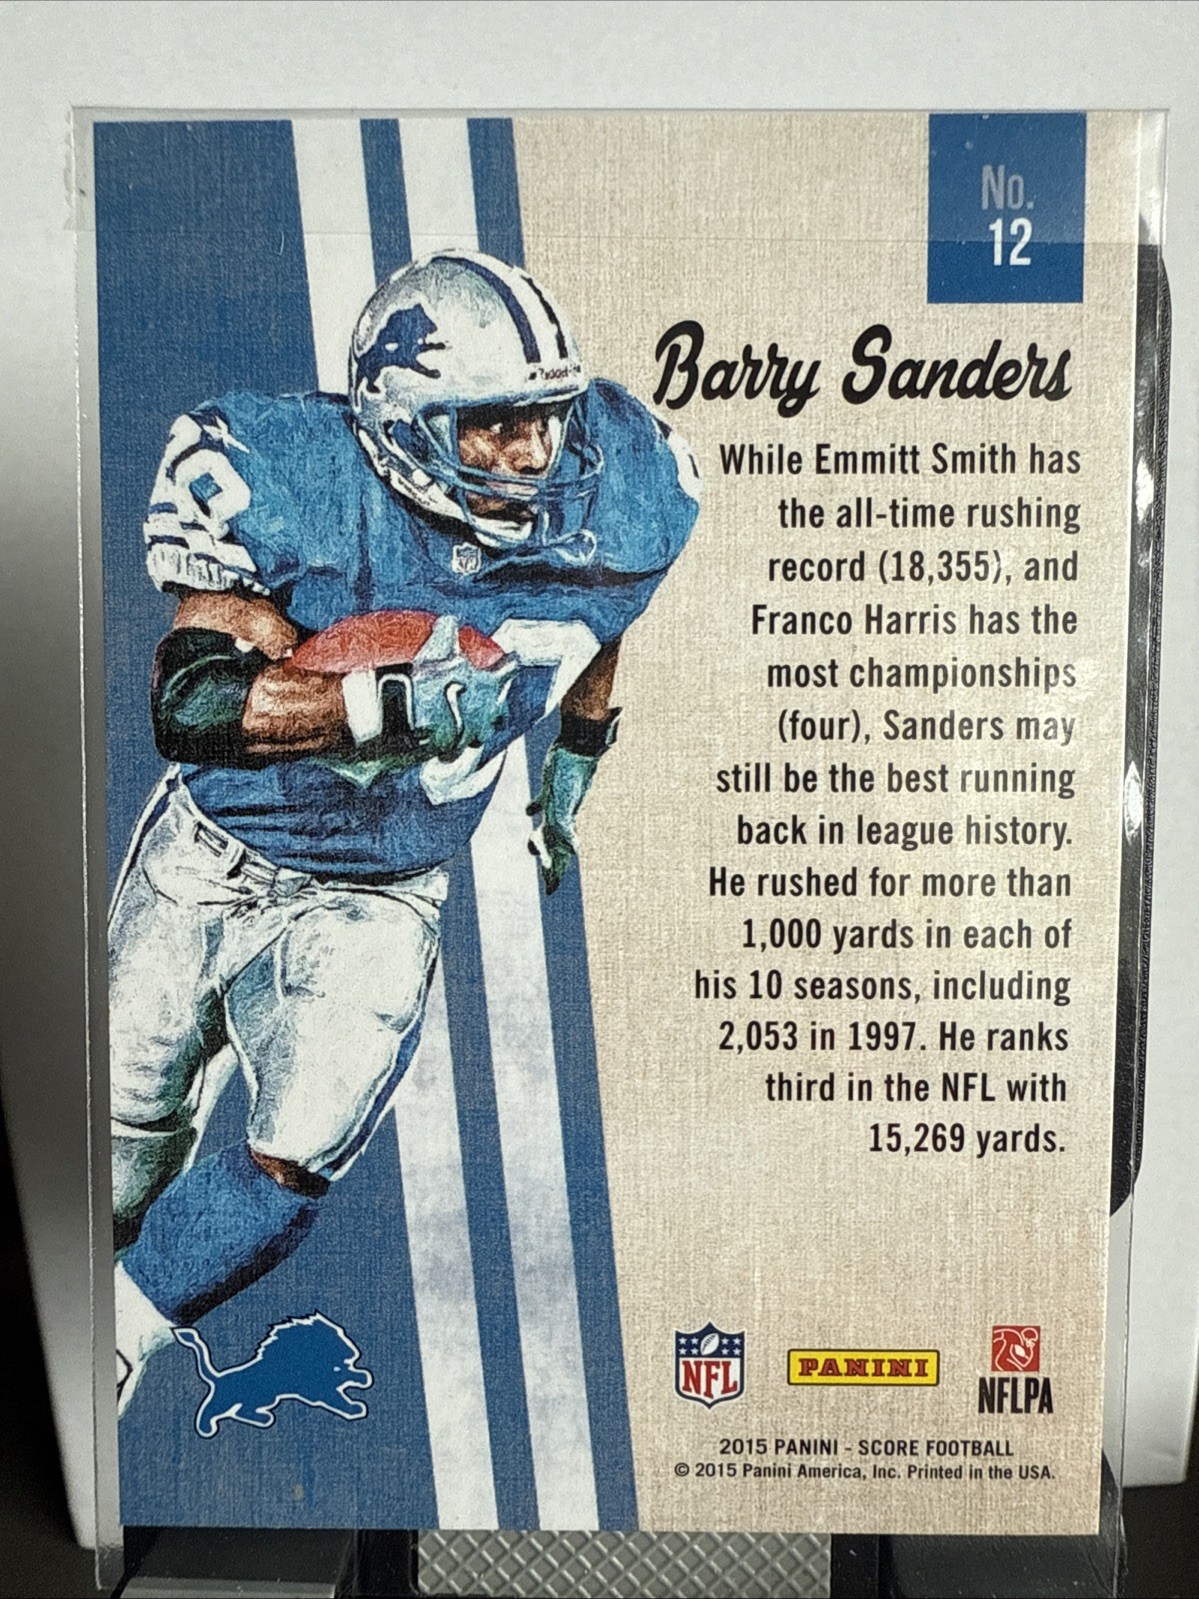 No.
12
Barry Sanders
While Emmitt Smith has
the all-time rushing
record (18,355), and
Franco Harris has the
most championships
(four), Sanders may
still be the best running
back in league history.
He rushed for more than
1,000 yards in each of
his 10 seasons, including
2,053 in 1997. He ranks
third in the NFL with
15,269 yards.
NFL
PANINI
NFLPA
2015 PANINI - SCORE FOOTBALL
© 2015 Panini America, Inc. Printed in the USA.